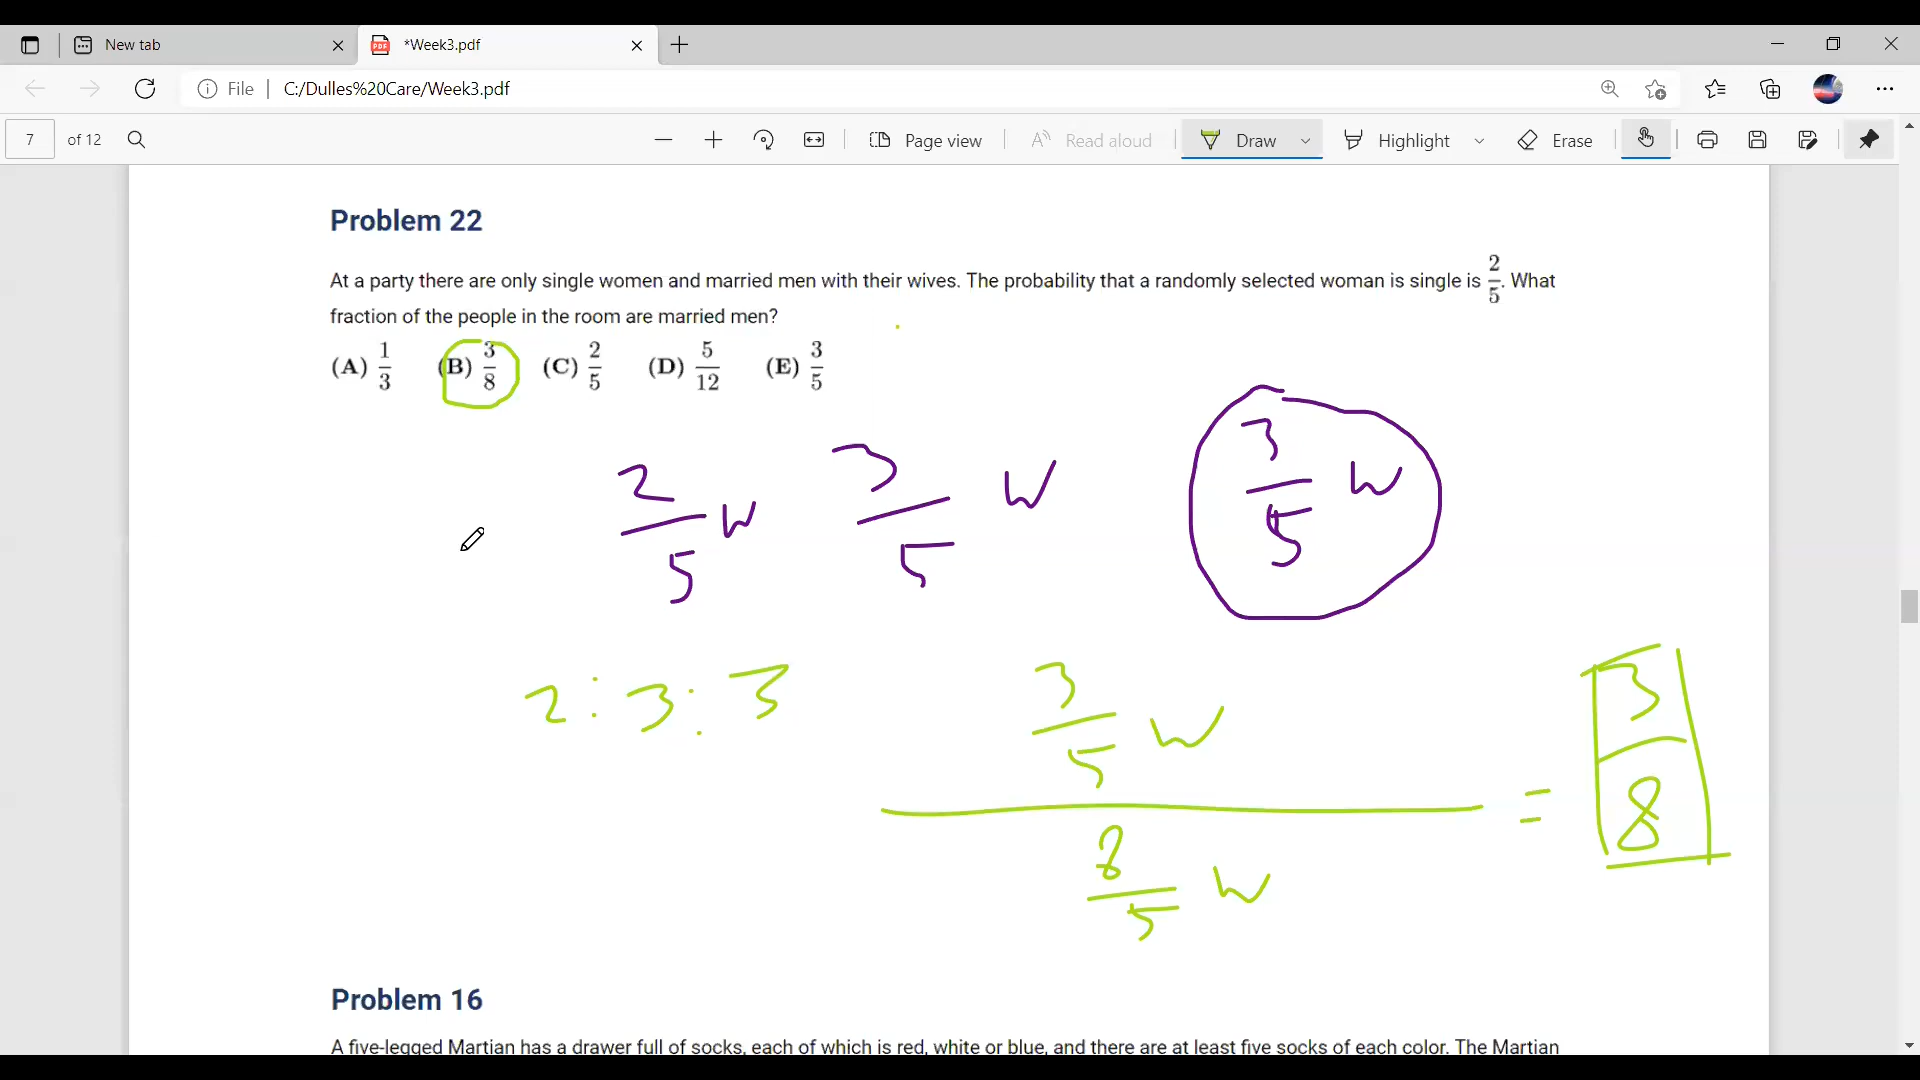 New tab
*Week3.pdf
File | C:/Dulles%20Care/Week3.pdf
7 of 12
Page view
Read aloud
Draw
Highlight
Erase
Problem 22
At a party there are only single women and married men with their wives. The probability that a randomly selected woman is single is 2/5. What
fraction of the people in the room are married men?
(A) 1/3 (B) 3/8 (C) 2/5 (D) 5/12 (E) 3/5
2/5 W 3/5 W 3/5 W
2 : 3 : 3
3/5 W
8/5 W
= 3/8
Problem 16
A five-legged Martian has a drawer full of socks, each of which is red, white or blue, and there are at least five socks of each color. The Martian